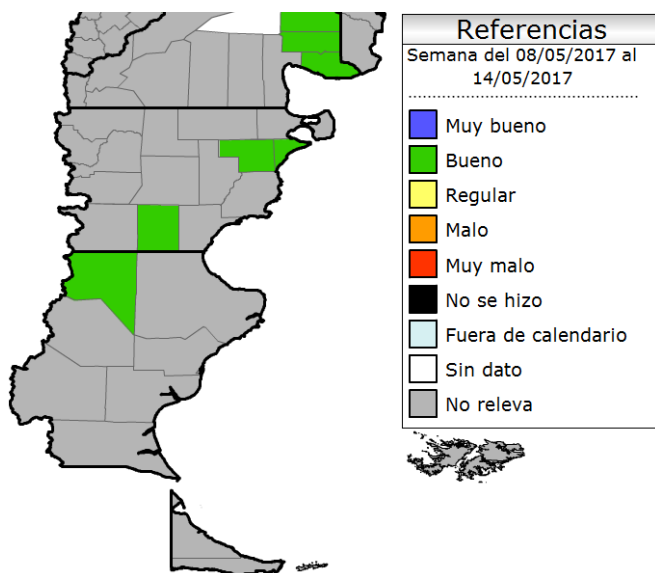 Referencias
Semana del 08/05/2017 al
14/05/2017
Muy bueno
Bueno
Regular
Malo
Muy malo
No se hizo
Fuera de calendario
Sin dato
No releva